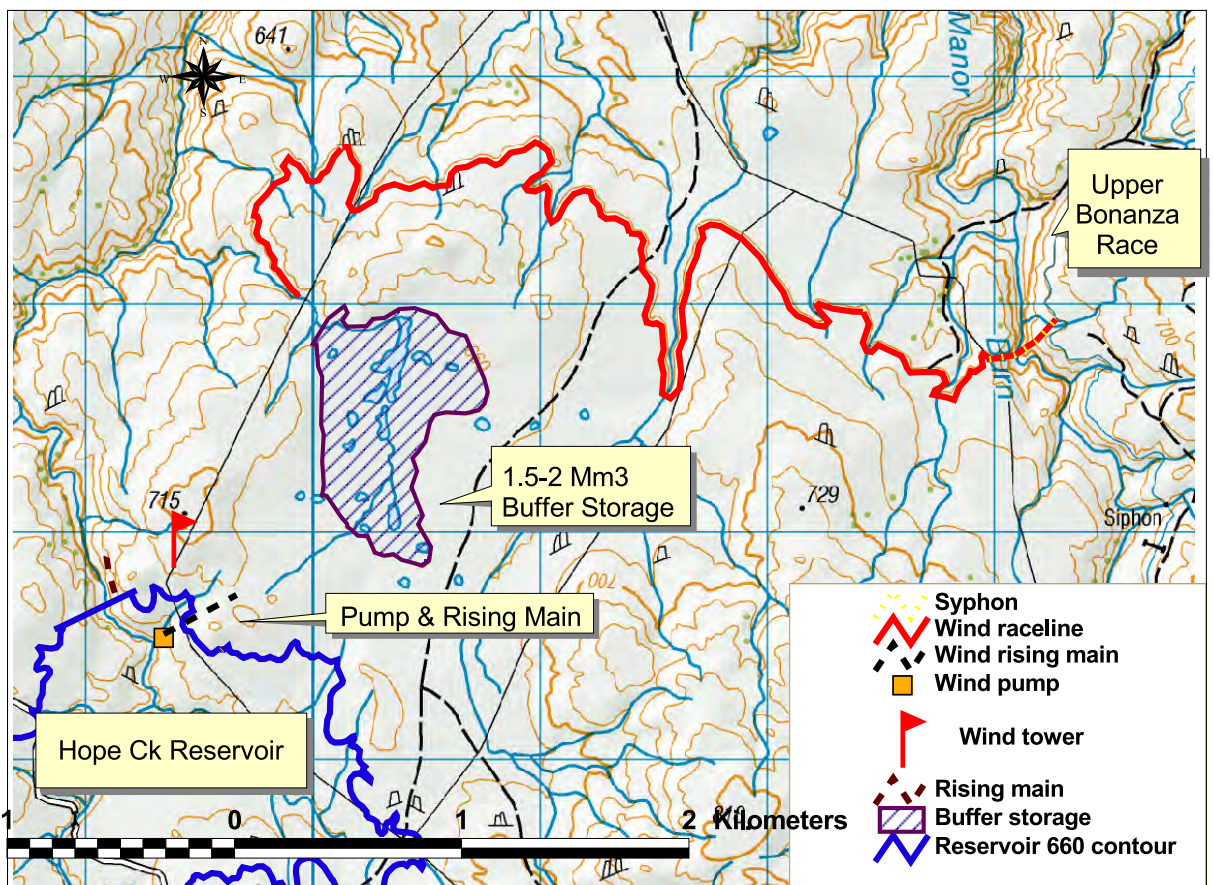 641
N
W
E
S
Manor
Upper
Bonanza
Race
700
Burn
1.5-2 Mm3
Buffer Storage
715
729
Siphon
700
Pump & Rising Main
Hope Ck Reservoir
Syphon
Wind raceline
Wind rising main
Wind pump
Wind tower
Rising main
Buffer storage
Reservoir 660 contour
1
0
1
2
Kilometers